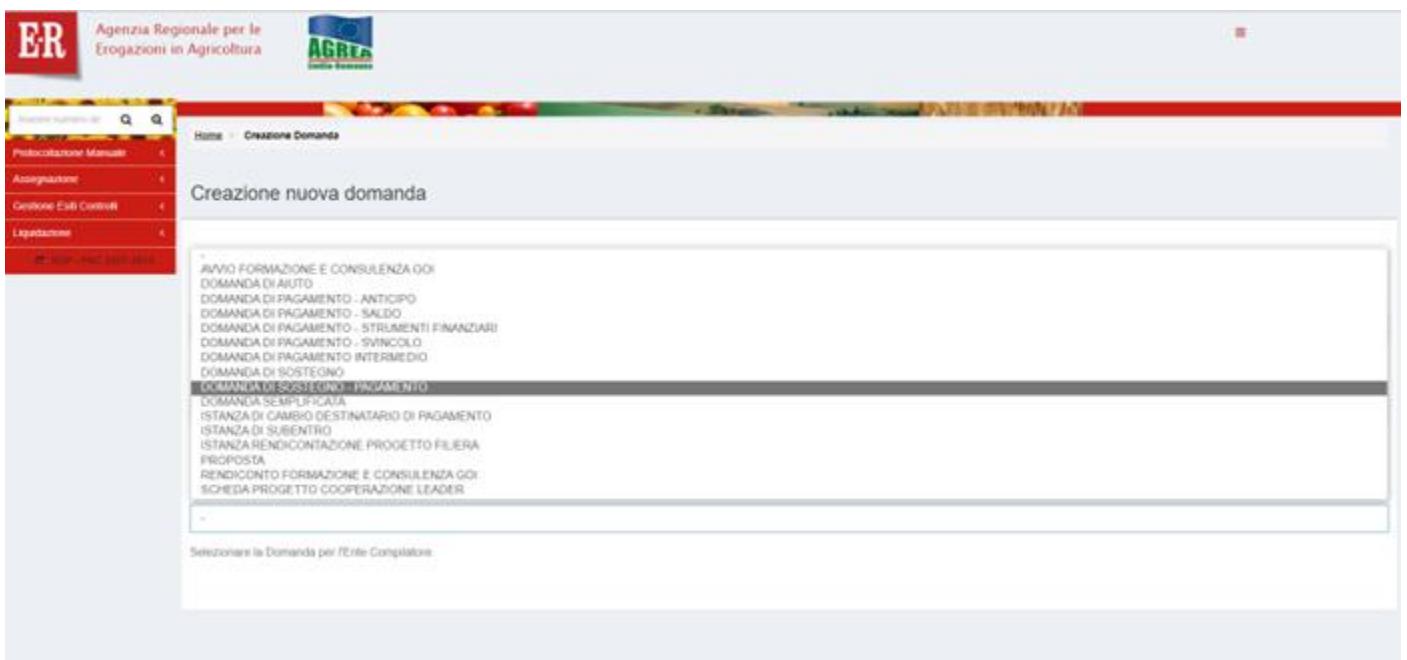 E-R
Agenzia Regionale per le
Erogazioni in Agricoltura
AGREA
Emilia-Romagna
Home
Creazione Domanda
Protocollazione Manuale
Assegnazione
Gestione Esiti Controlli
Liquidazione
Creazione nuova domanda
-
AVVIO FORMAZIONE E CONSULENZA GOI
DOMANDA DI AIUTO
DOMANDA DI PAGAMENTO - ANTICIPO
DOMANDA DI PAGAMENTO - SALDO
DOMANDA DI PAGAMENTO - STRUMENTI FINANZIARI
DOMANDA DI PAGAMENTO - SVINCOLO
DOMANDA DI PAGAMENTO INTERMEDIO
DOMANDA DI SOSTEGNO
DOMANDA DI SOSTEGNO - PAGAMENTO
DOMANDA SEMPLIFICATA
ISTANZA DI CAMBIO DESTINATARIO DI PAGAMENTO
ISTANZA DI SUBENTRO
ISTANZA RENDICONTAZIONE PROGETTO FILIERA
PROPOSTA
RENDICONTO FORMAZIONE E CONSULENZA GOI
SCHEDA PROGETTO COOPERAZIONE LEADER
-
Selezionare la Domanda per l'Ente Compilatore